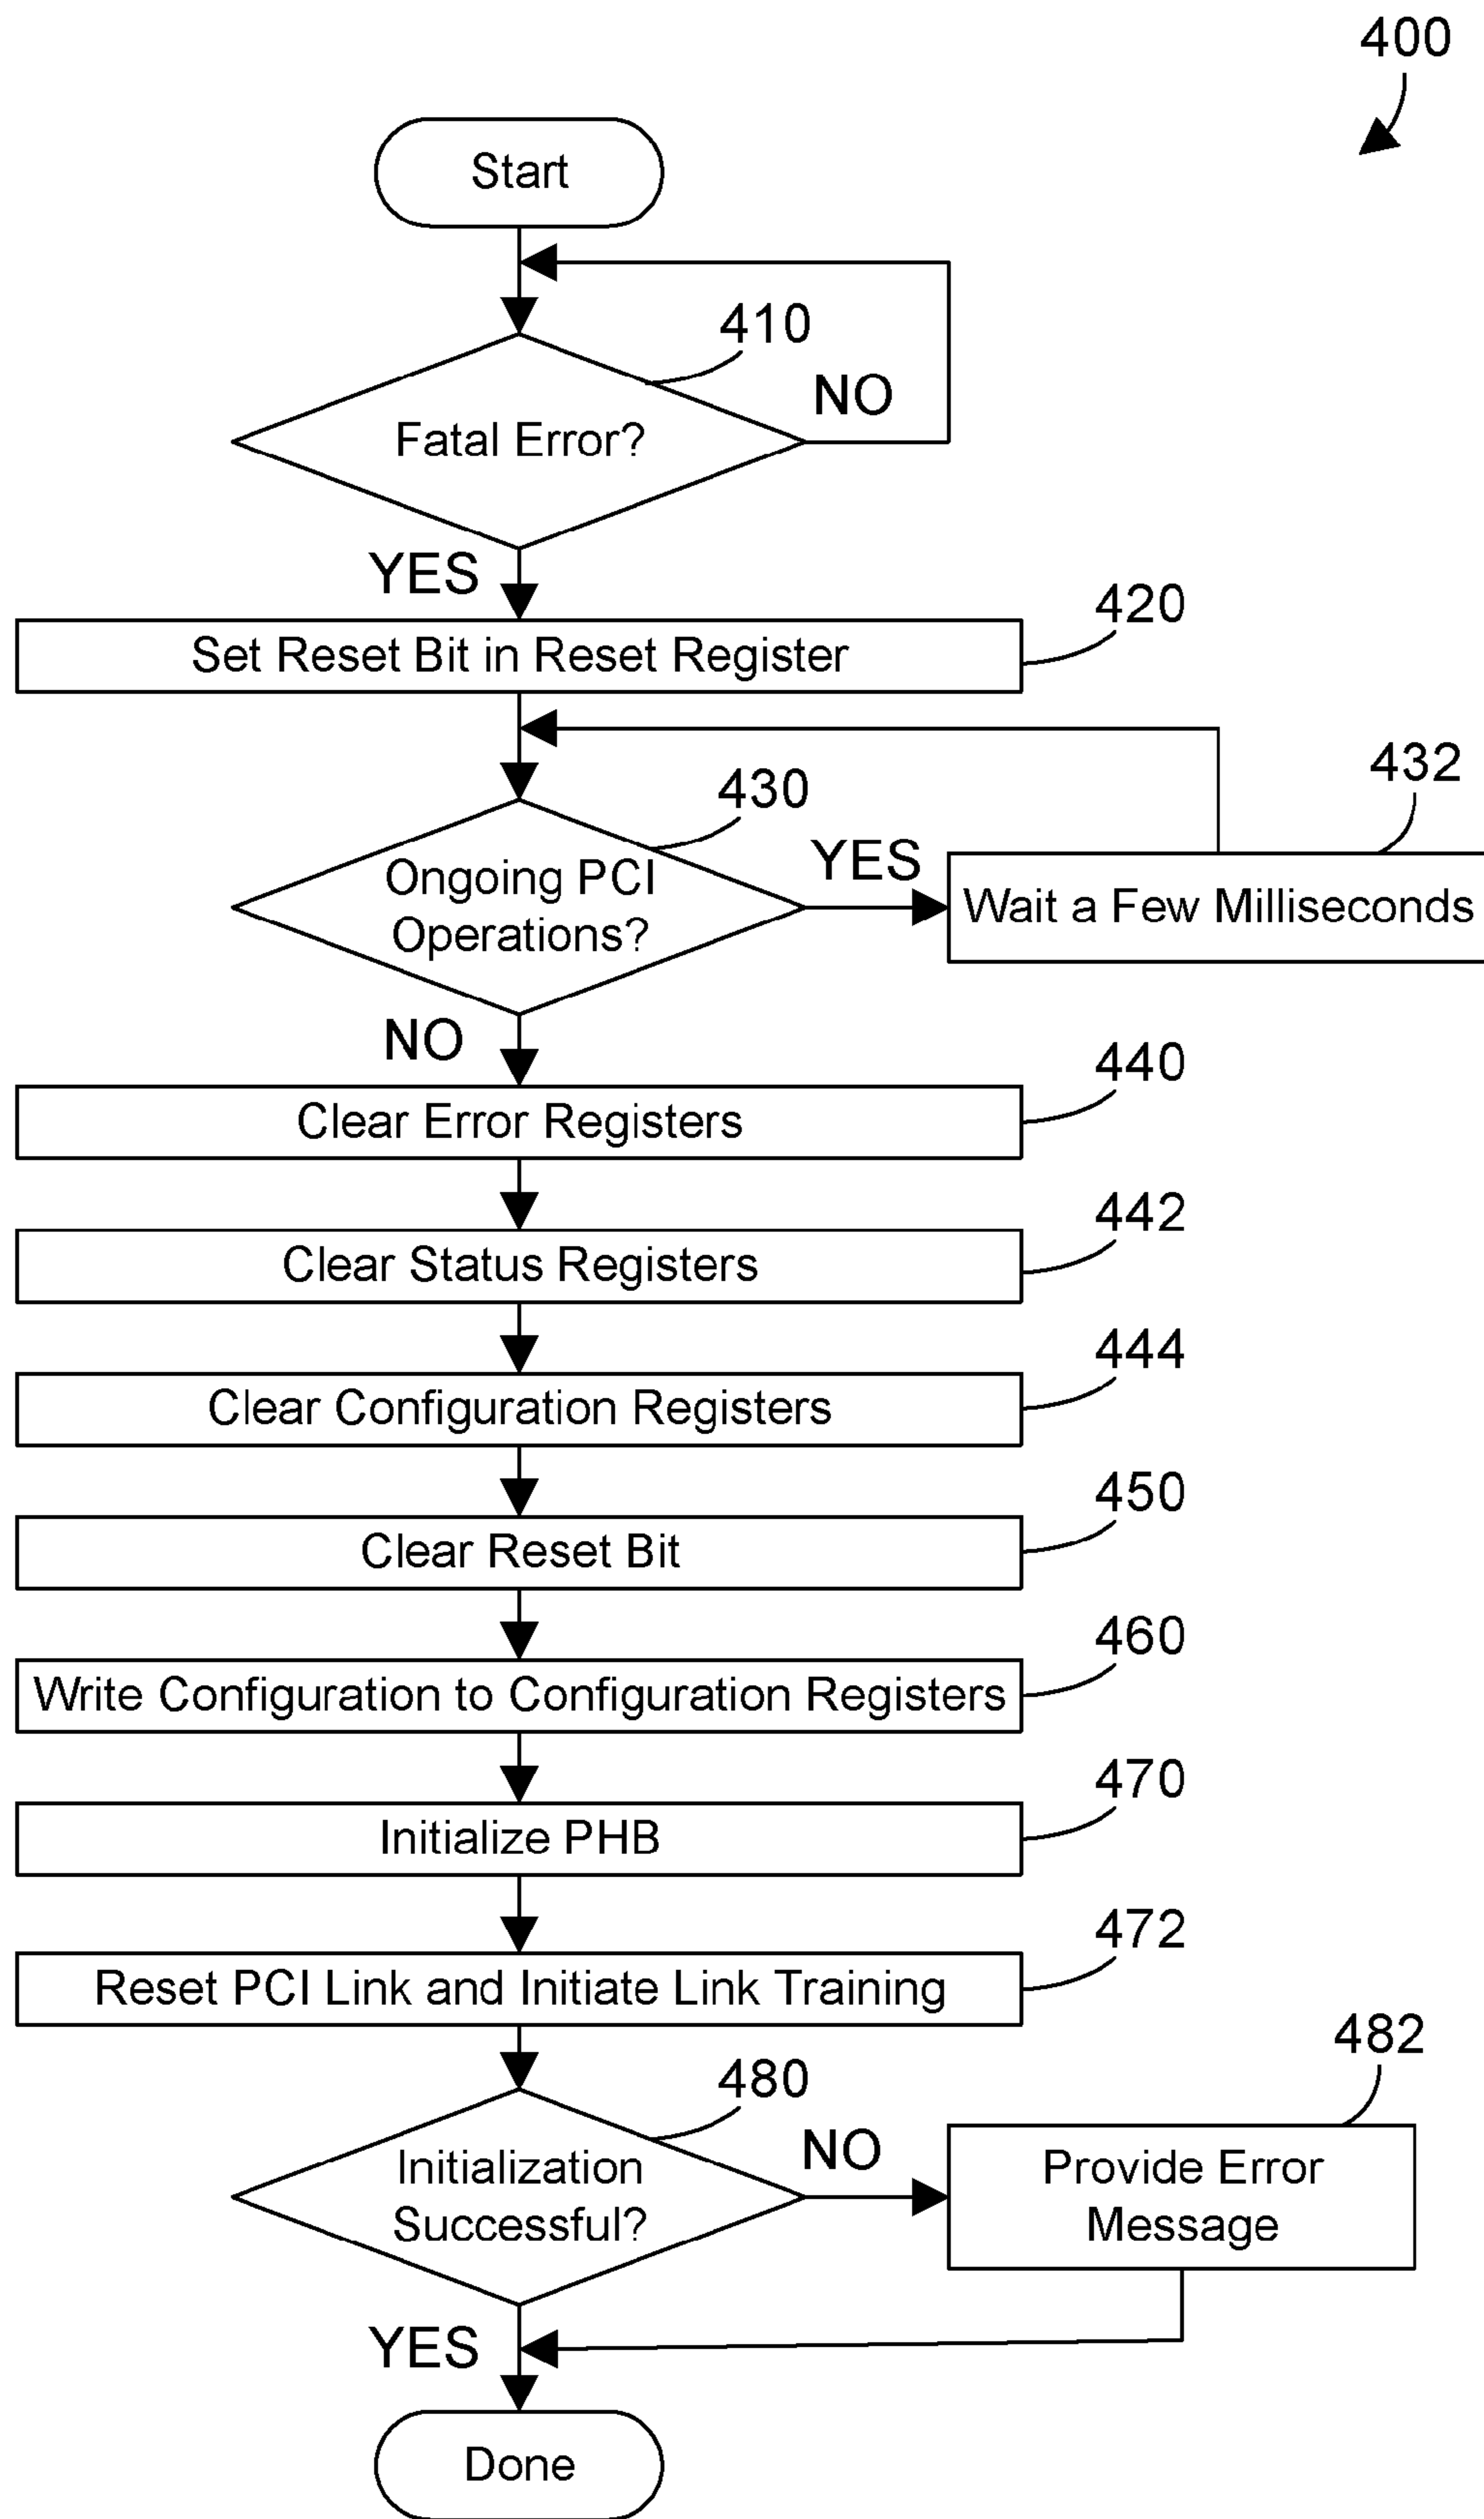 400
Start
410
NO
Fatal Error?
YES
420
Set Reset Bit in Reset Register
432
430
YES
Ongoing PCI
Operations?
Wait a Few Milliseconds
NO
440
Clear Error Registers
442
Clear Status Registers
444
Clear Configuration Registers
450
Clear Reset Bit
460
Write Configuration to Configuration Registers
470
Initialize PHB
472
Reset PCI Link and Initiate Link Training
482
480
NO
Initialization
Successful?
Provide Error
Message
YES
Done